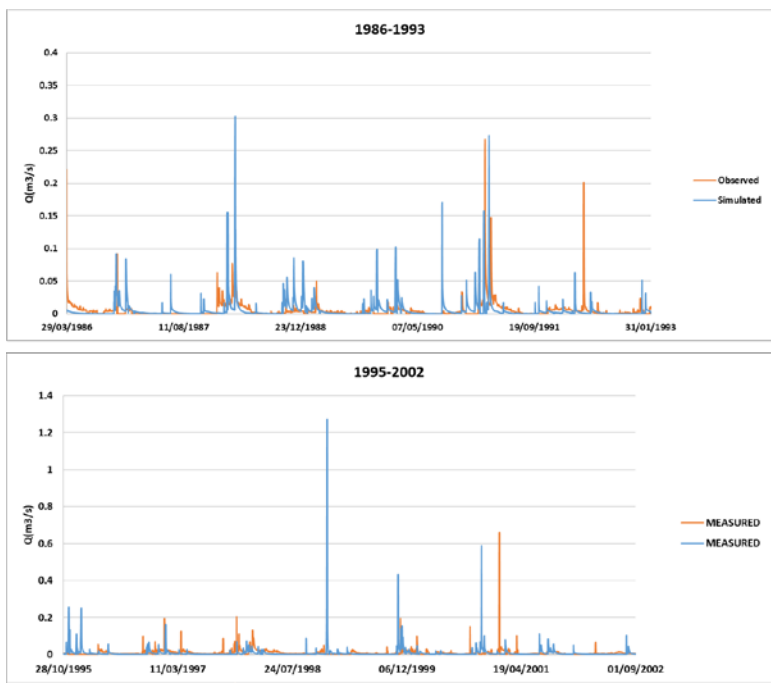 1986-1993
0.4
0.35
0.3
0.25
0.2
0.15
0.1
0.05
0
Q(m3/s)
29/03/1986 11/08/1987 23/12/1988 07/05/1990 19/09/1991 31/01/1993
Observed
Simulated
1995-2002
1.4
1.2
1
0.8
0.6
0.4
0.2
0
Q(m3/s)
28/10/1995 11/03/1997 24/07/1998 06/12/1999 19/04/2001 01/09/2002
MEASURED
MEASURED